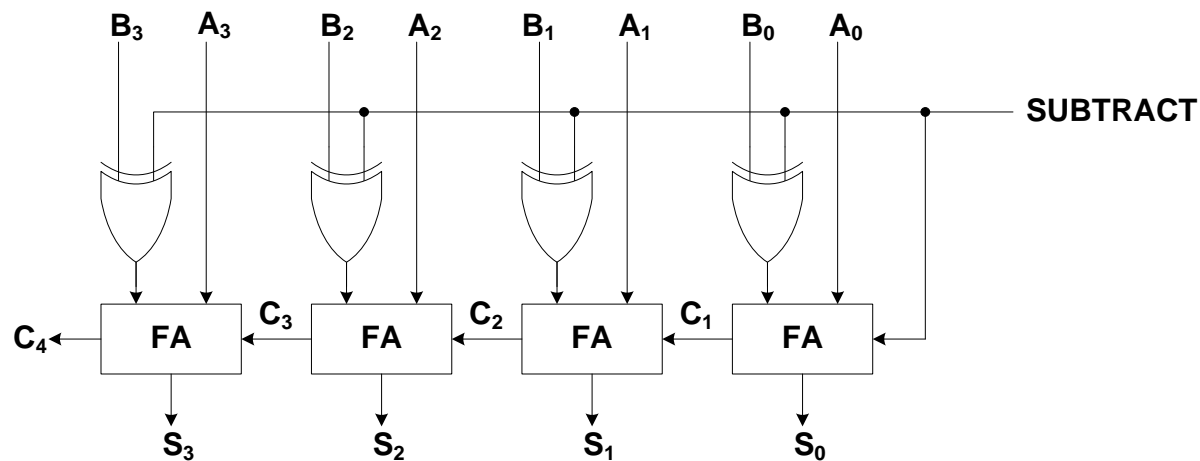 B₃ A₃ B₂ A₂ B₁ A₁ B₀ A₀
SUBTRACT
C₄ FA C₃ FA C₂ FA C₁ FA
S₃ S₂ S₁ S₀